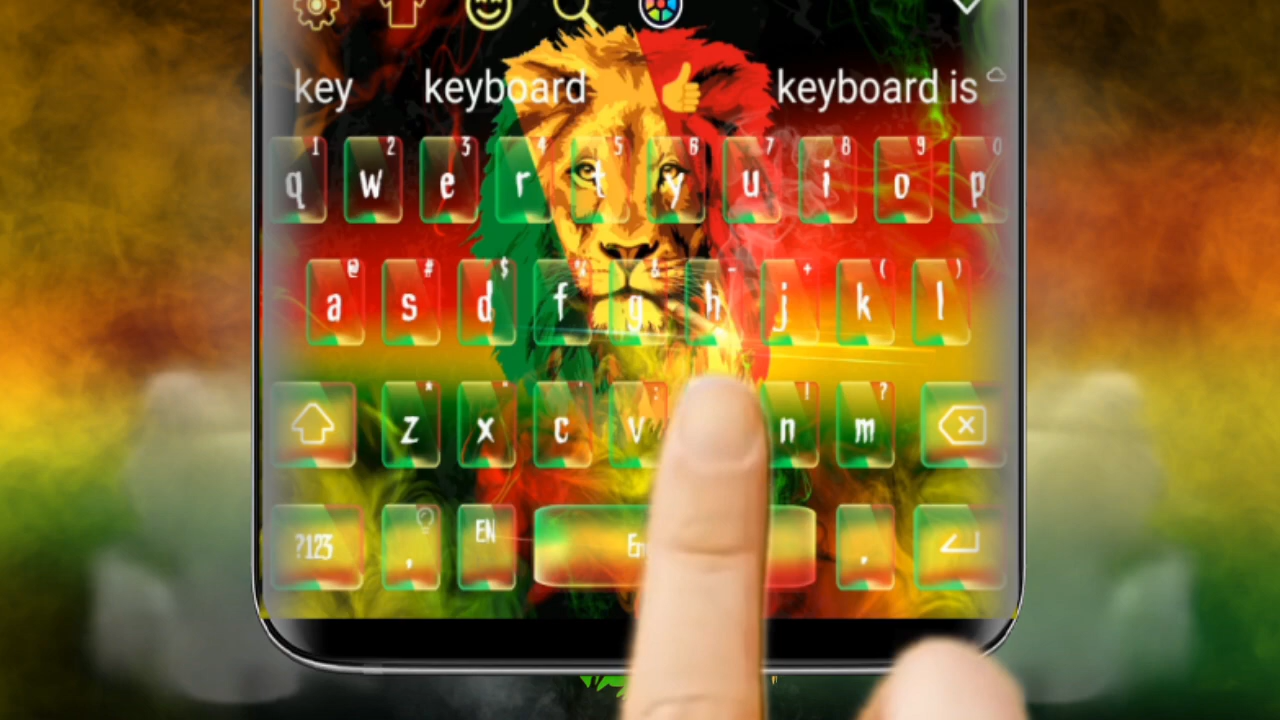 key keyboard keyboard is
1 2 3 4 5 6 7 8 9 0
q w e r t y u i o p
@ # $ % & - + ( )
a s d f g h j k l
* " ' : ! ?
z x c v n m
?123 , EN .